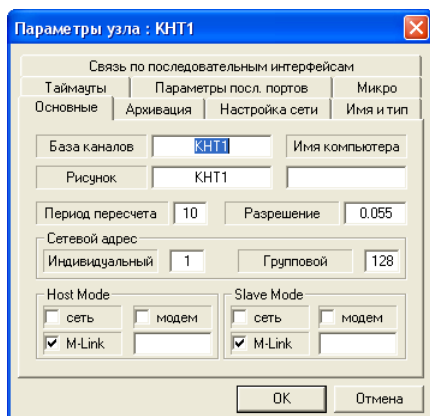 Параметры узла : КНТ1
Связь по последовательным интерфейсам
Таймауты Параметры посл. портов Микро
Основные Архивация Настройка сети Имя и тип
База каналов КНТ1 Имя компьютера
Рисунок КНТ1
Период пересчета 10 Разрешение 0.055
Сетевой адрес
Индивидуальный 1 Групповой 128
Host Mode Slave Mode
сеть модем сеть модем
M-Link M-Link
OK Отмена